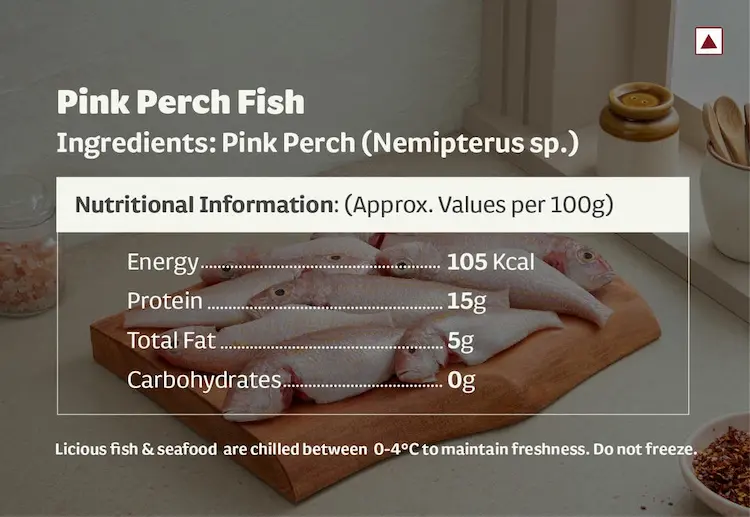 Pink Perch Fish
Ingredients: Pink Perch (Nemipterus sp.)
Nutritional Information: (Approx. Values per 100g)
Energy........................................ 105 Kcal
Protein ........................................ 15g
Total Fat ........................................ 5g
Carbohydrates........................................ 0g
Licious fish & seafood are chilled between 0-4°C to maintain freshness. Do not freeze.